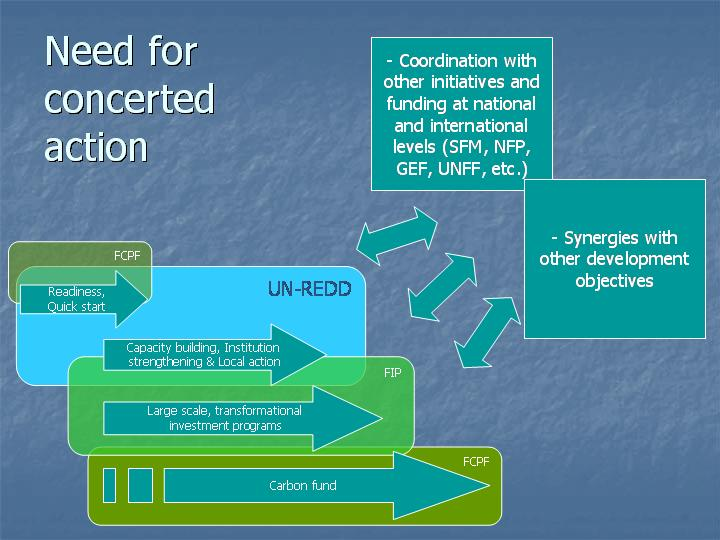 Need for
concerted
action
- Coordination with
other initiatives and
funding at national
and international
levels (SFM, NFP,
GEF, UNFF, etc.)
- Synergies with
other development
objectives
FCPF
Readiness,
Quick start
UN-REDD
Capacity building, Institution
strengthening & Local action
FIP
Large scale, transformational
investment programs
FCPF
Carbon fund